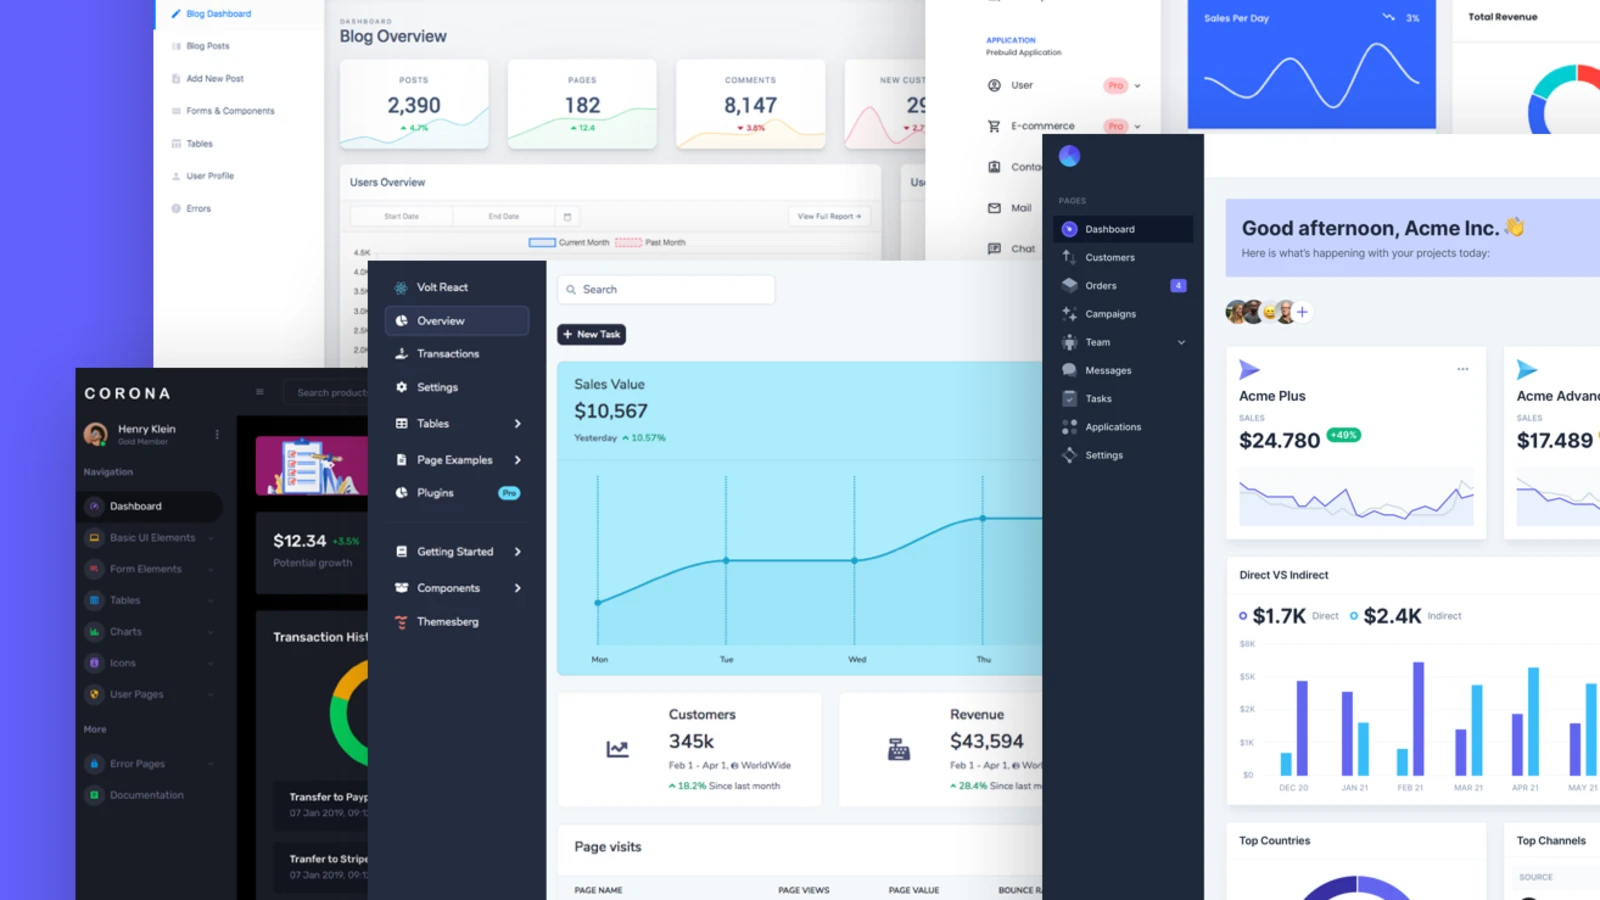 Blog Dashboard
Blog Posts
Add New Post
Forms & Components
Tables
User Profile
Errors
DASHBOARD
Blog Overview
POSTS
2,390
4.7%
PAGES
182
12.4
COMMENTS
8,147
3.8%
NEW CUST
29
2.7
Users Overview
Start Date
End Date
View Full Report →
Current Month
Past Month
4.5K
4.0
3.5
3.0
2.5
2.0
APPLICATION
Prebuild Application
User
Pro
E-commerce
Pro
Conta
Mail
Chat
Sales Per Day
3%
Total Revenue
CORONA
Search products
Henry Klein
Gold Member
Navigation
Dashboard
Basic UI Elements
Form Elements
Tables
Charts
Icons
User Pages
More
Error Pages
Documentation
$12.34 +3.5%
Potential growth
Transaction Hist
Transfer to Payp
07 Jan 2019, 09:12
Tranfer to Stripe
07 Jan 2019, 09:
Volt React
Overview
Transactions
Settings
Tables
Page Examples
Plugins
Pro
Getting Started
Components
Themesberg
Search
+ New Task
Sales Value
$10,567
Yesterday 10.57%
Mon
Tue
Wed
Thu
Customers
345k
Feb 1 - Apr 1, WorldWide
18.2% Since last month
Revenue
$43,594
Feb 1 - Apr 1, Worl
28.4% Since last m
Page visits
PAGE NAME
PAGE VIEWS
PAGE VALUE
BOUNCE RA
PAGES
Dashboard
Customers
Orders
4
Campaigns
Team
Messages
Tasks
Applications
Settings
Good afternoon, Acme Inc. 👋
Here is what's happening with your projects today:
Acme Plus
SALES
$24.780 +49%
Acme Advanc
SALES
$17.489
Direct VS Indirect
$1.7K Direct
$2.4K Indirect
$8K
$5K
$2K
$1K
$0
DEC 20
JAN 21
FEB 21
MAR 21
APR 21
MAY 21
Top Countries
Top Channels
SOURCE